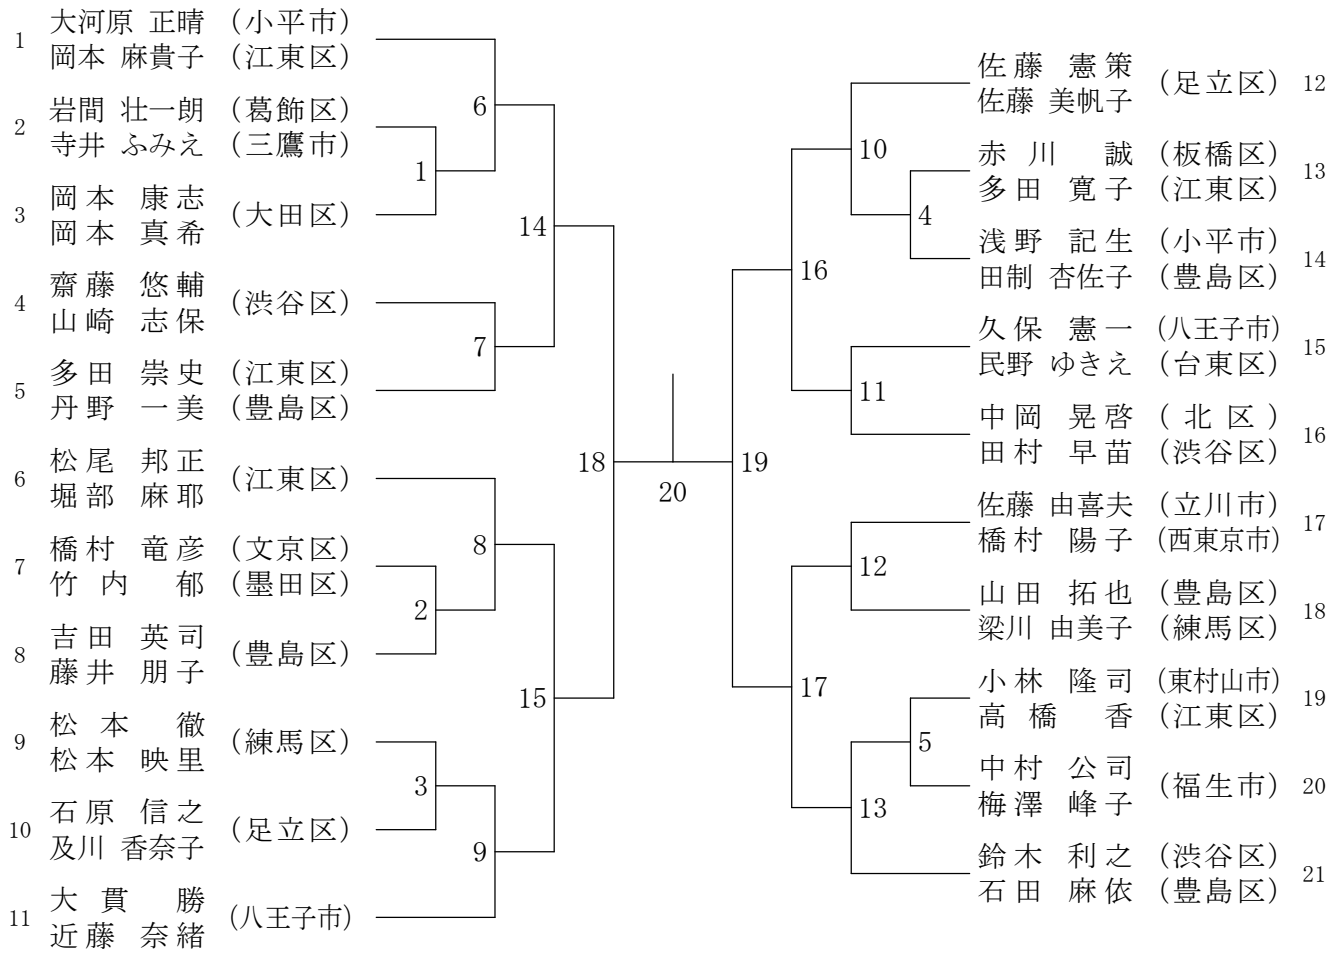 1 大河原 正晴 (小平市)
岡本 麻貴子 (江東区)
2 岩間 壮一朗 (葛飾区)
寺井 ふみえ (三鷹市)
3 岡本 康志 (大田区)
岡本 真希
4 齋藤 悠輔 (渋谷区)
山崎 志保
5 多田 崇史 (江東区)
丹野 一美 (豊島区)
6 松尾 邦正 (江東区)
堀部 麻耶
7 橋村 竜彦 (文京区)
竹内 郁 (墨田区)
8 吉田 英司 (豊島区)
藤井 朋子
9 松本 徹 (練馬区)
松本 映里
10 石原 信之 (足立区)
及川 香奈子
11 大貫 勝 (八王子市)
近藤 奈緒
6
1
14
7
18
8
2
15
3
9
20
19
10
4
16
11
12
17
5
13
佐藤 憲策 (足立区) 12
佐藤 美帆子
赤川 誠 (板橋区) 13
多田 寛子 (江東区)
浅野 記生 (小平市) 14
田制 杏佐子 (豊島区)
久保 憲一 (八王子市) 15
民野 ゆきえ (台東区)
中岡 晃啓 (北区) 16
田村 早苗 (渋谷区)
佐藤 由喜夫 (立川市) 17
橋村 陽子 (西東京市)
山田 拓也 (豊島区) 18
梁川 由美子 (練馬区)
小林 隆司 (東村山市) 19
高橋 香 (江東区)
中村 公司 (福生市) 20
梅澤 峰子
鈴木 利之 (渋谷区) 21
石田 麻依 (豊島区)